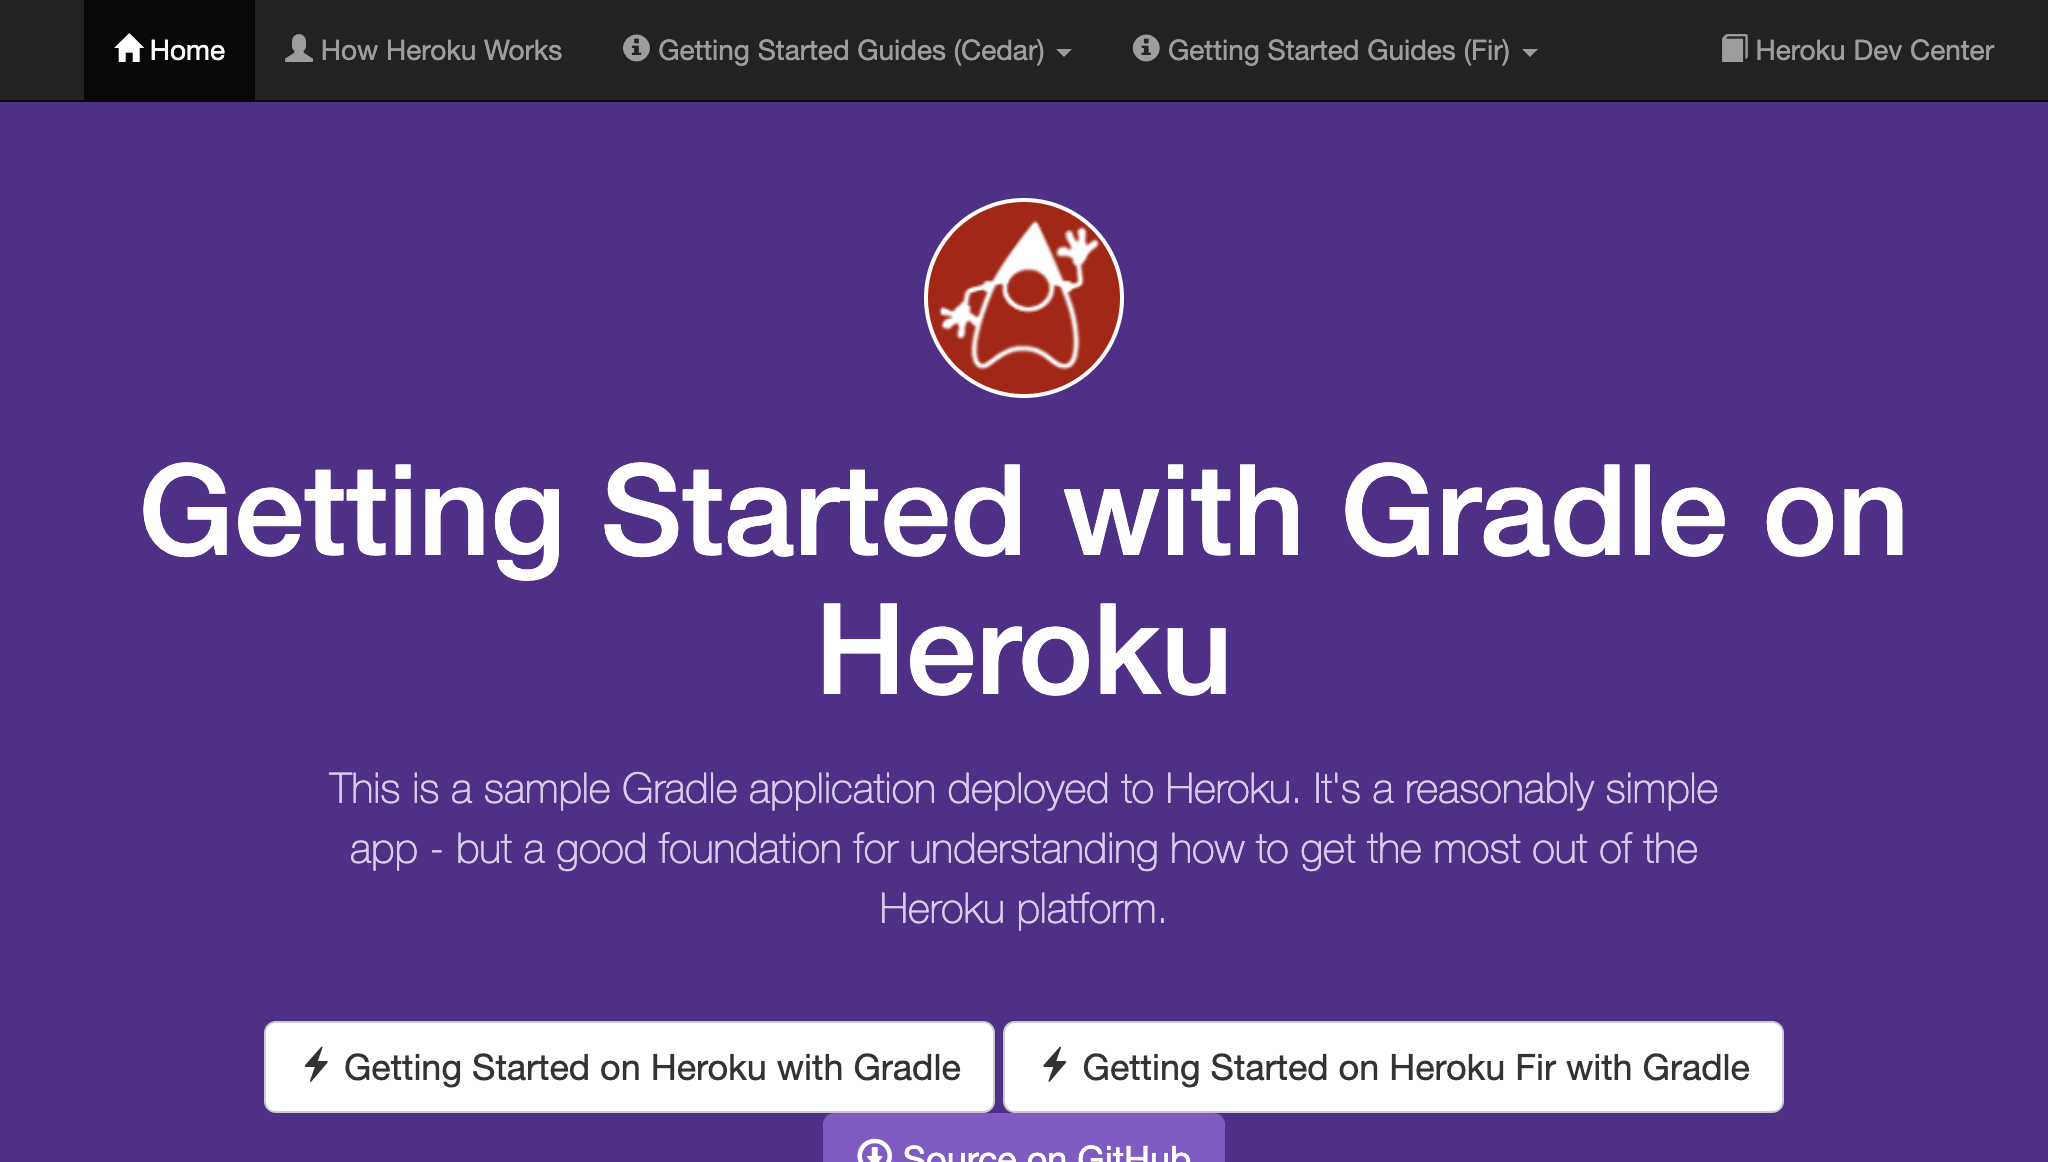 Home How Heroku Works Getting Started Guides (Cedar) Getting Started Guides (Fir) Heroku Dev Center
Getting Started with Gradle on
Heroku
This is a sample Gradle application deployed to Heroku. It's a reasonably simple
app - but a good foundation for understanding how to get the most out of the
Heroku platform.
Getting Started on Heroku with Gradle Getting Started on Heroku Fir with Gradle
Source on GitHub